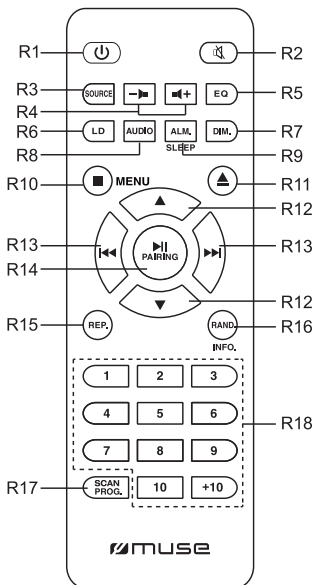 R1 R2
R3 SOURCE EQ R5
R4
R6 LD AUDIO ALM. DIM. R7
R8 SLEEP R9
R10 MENU R11
R12
R13 R13
R14 PAIRING
R12
R15 REP. RAND. R16
INFO.
1 2 3
4 5 6 R18
7 8 9
R17 SCAN PROG. 10 +10
muse